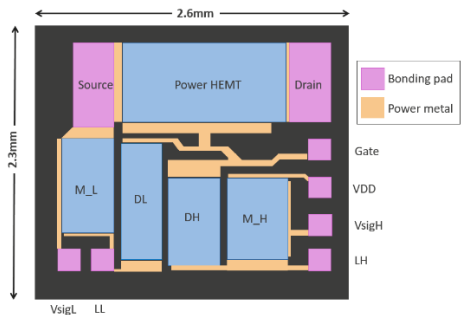 2.6mm
2.3mm
Source
Power HEMT
Drain
Bonding pad
Power metal
Gate
M_L
DL
DH
M_H
VDD
VsigH
LH
VsigL
LL